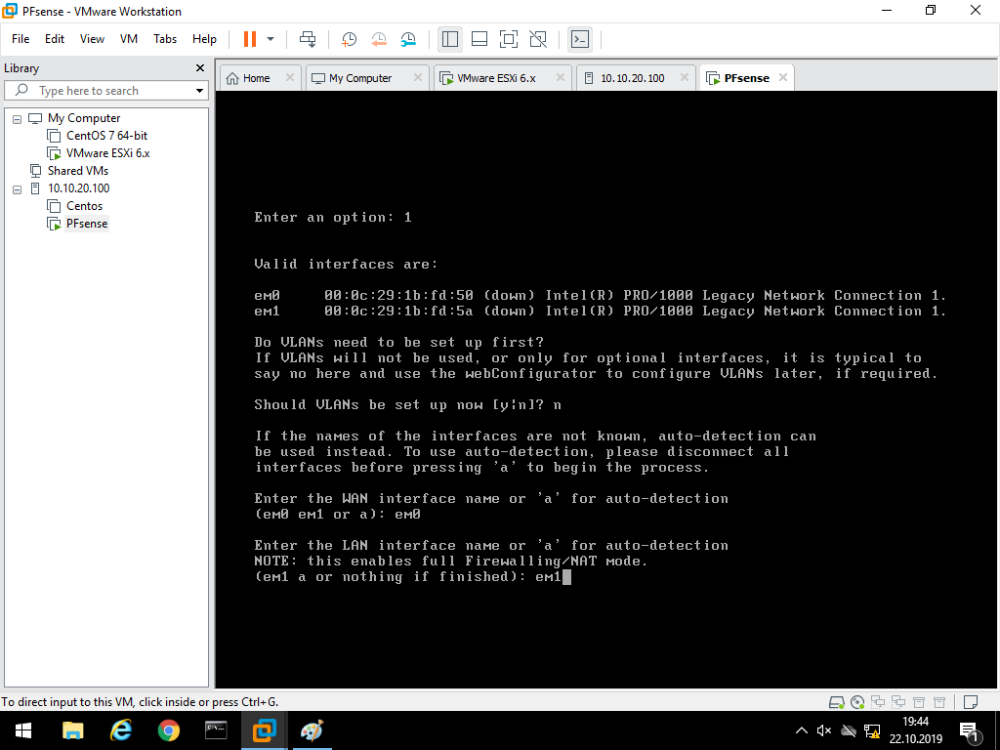 PFsense - VMware Workstation
File Edit View VM Tabs Help
Library
Type here to search
My Computer
CentOS 7 64-bit
VMware ESXi 6.x
Shared VMs
10.10.20.100
Centos
PFsense
Home My Computer VMware ESXi 6.x 10.10.20.100 PFsense
Enter an option: 1
Valid interfaces are:
em0 00:0c:29:1b:fd:50 (down) Intel(R) PRO/1000 Legacy Network Connection 1.
em1 00:0c:29:1b:fd:5a (down) Intel(R) PRO/1000 Legacy Network Connection 1.
Do VLANs need to be set up first?
If VLANs will not be used, or only for optional interfaces, it is typical to
say no here and use the webConfigurator to configure VLANs later, if required.
Should VLANs be set up now [y|n]? n
If the names of the interfaces are not known, auto-detection can
be used instead. To use auto-detection, please disconnect all
interfaces before pressing 'a' to begin the process.
Enter the WAN interface name or 'a' for auto-detection
(em0 em1 or a): em0
Enter the LAN interface name or 'a' for auto-detection
NOTE: this enables full Firewalling/NAT mode.
(em1 a or nothing if finished): em1
To direct input to this VM, click inside or press Ctrl+G.
19:44
22.10.2019
1